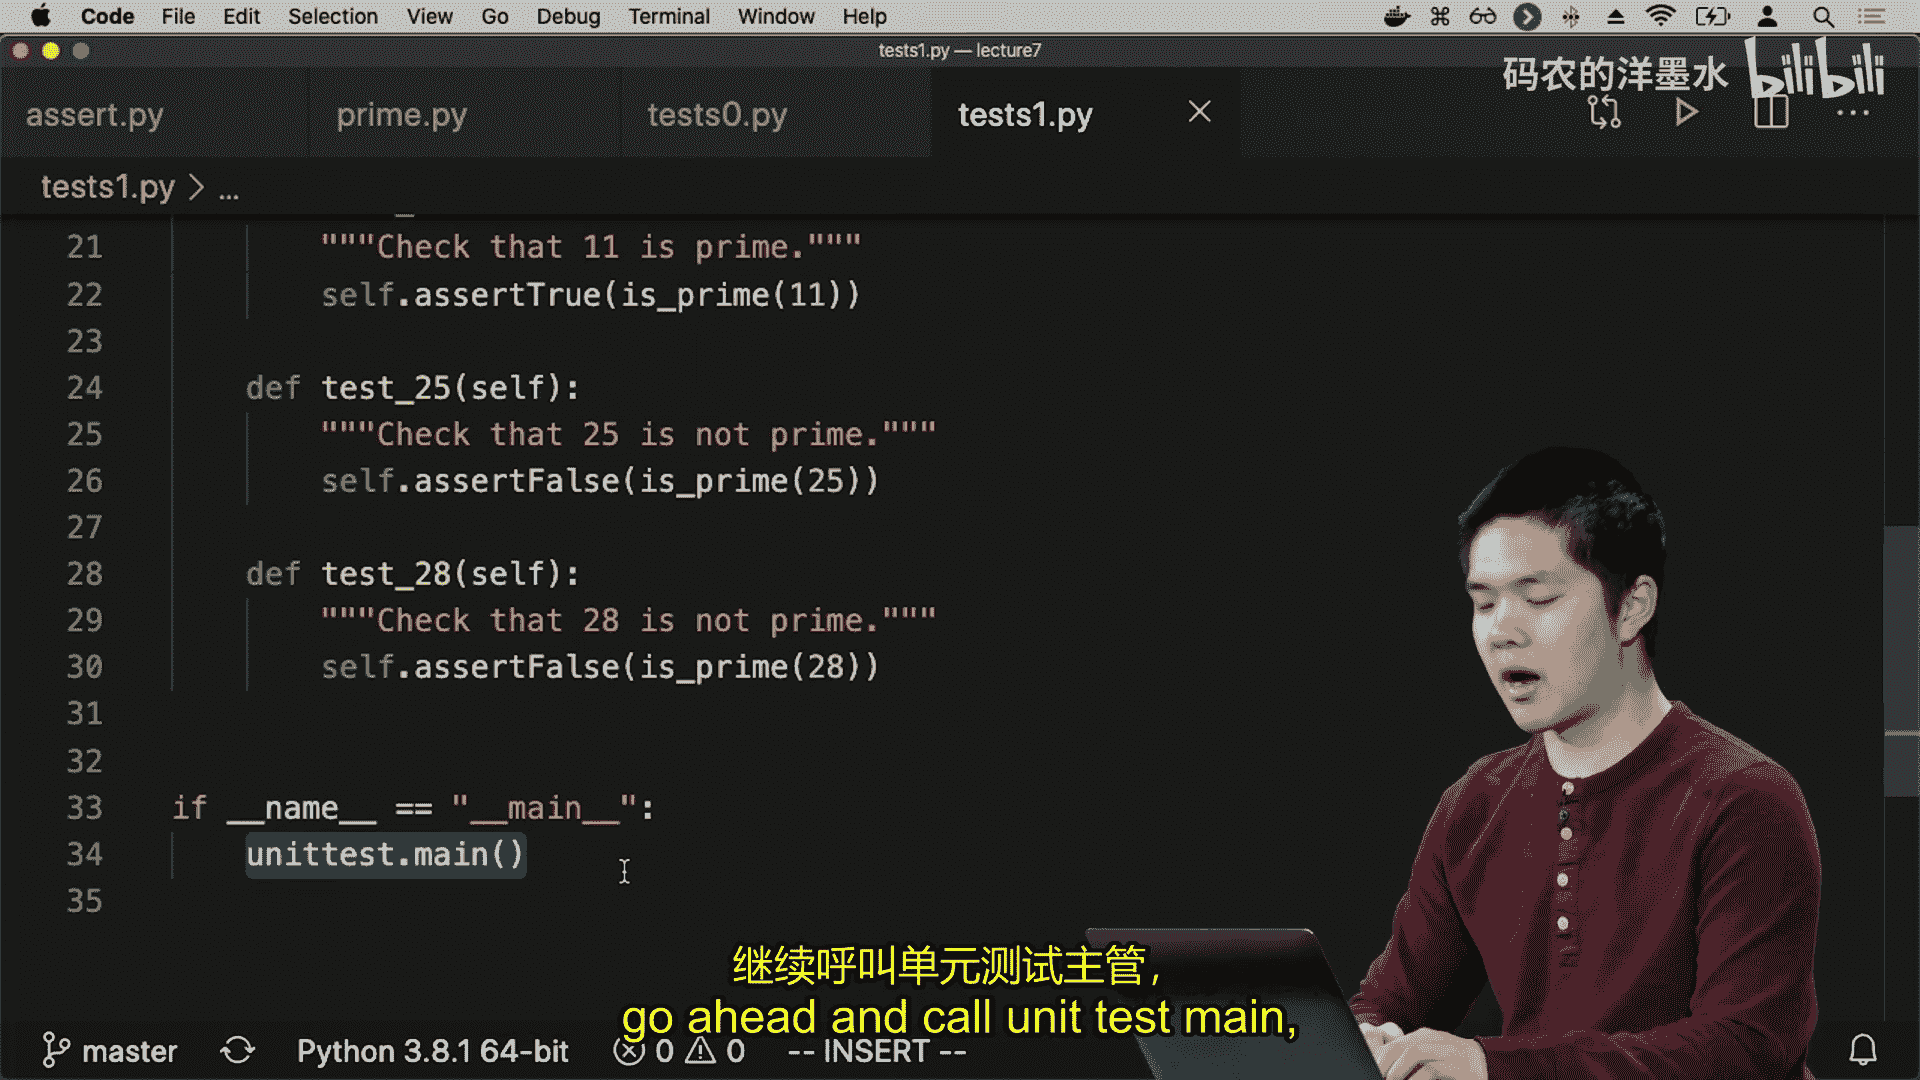 Code File Edit Selection View Go Debug Terminal Window Help
tests1.py — lecture7
码农的洋墨水 bilibili
assert.py prime.py tests0.py tests1.py
tests1.py > ...
21 """Check that 11 is prime."""
22 self.assertTrue(is_prime(11))
23
24 def test_25(self):
25 """Check that 25 is not prime."""
26 self.assertFalse(is_prime(25))
27
28 def test_28(self):
29 """Check that 28 is not prime."""
30 self.assertFalse(is_prime(28))
31
32
33 if __name__ == "__main__":
34 unittest.main()
35
继续呼叫单元测试主管，
go ahead and call unit test main,
master Python 3.8.1 64-bit 0 0 -- INSERT --